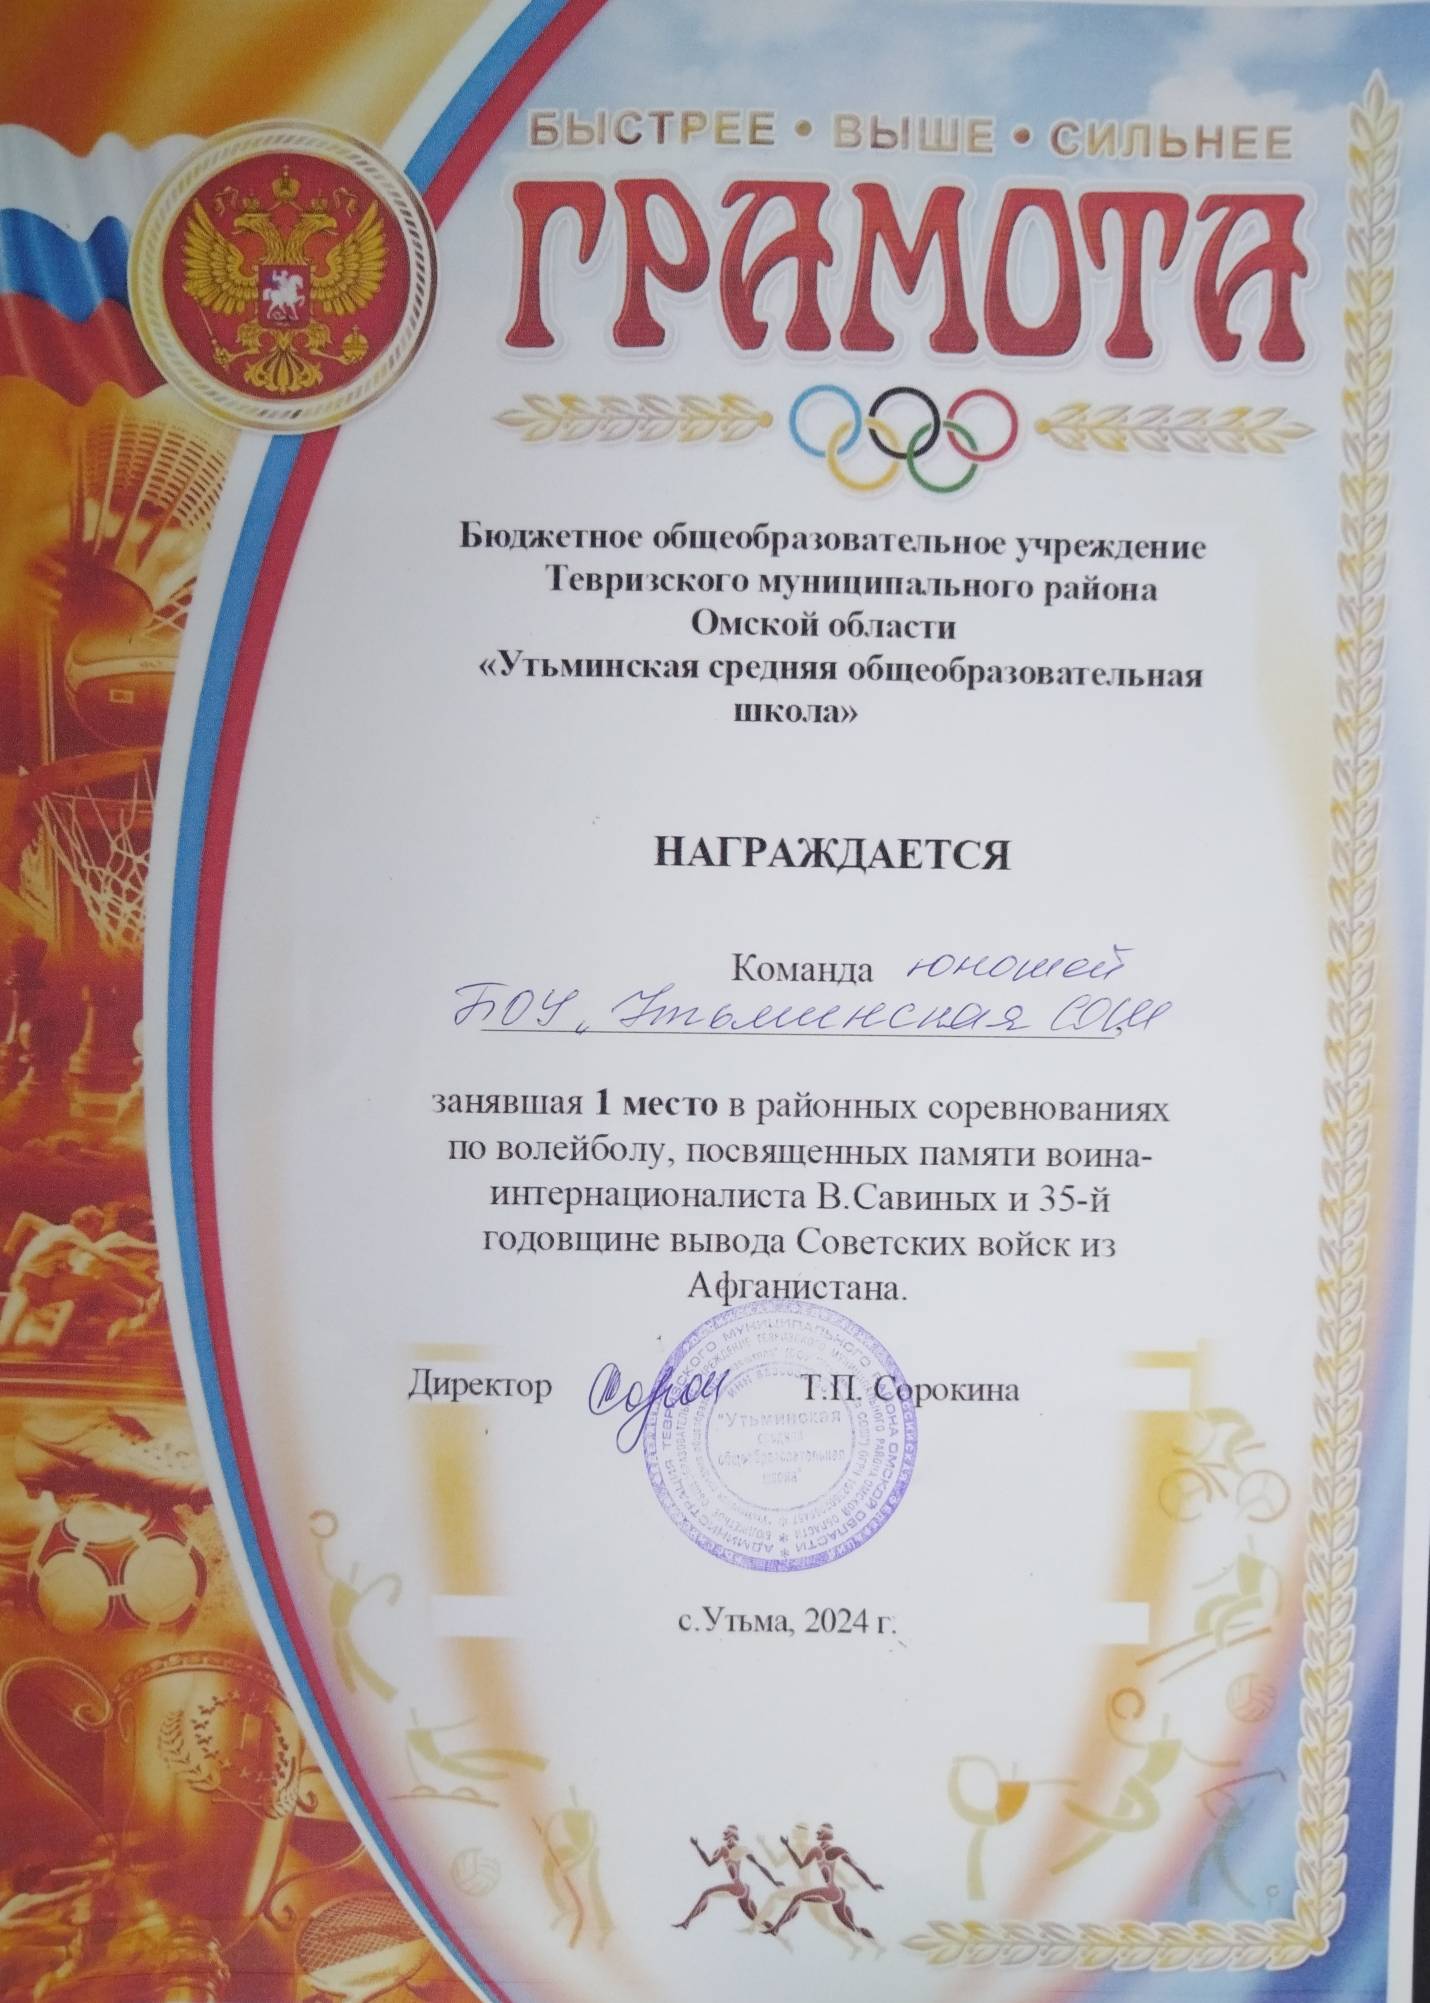 БЫСТРЕЕ • ВЫШЕ • СИЛЬНЕЕ
ГРАМОТА
Бюджетное общеобразовательное учреждение
Тевризского муниципального района
Омской области
«Утьминская средняя общеобразовательная
школа»
НАГРАЖДАЕТСЯ
Команда юношей
БОУ „Утьминская СОШ,
занявшая 1 место в районных соревнованиях
по волейболу, посвященных памяти воина-
интернационалиста В.Савиных и 35-й
годовщине вывода Советских войск из
Афганистана.
Директор Т.П. Сорокина
"Утьминская
средняя
общеобразовательная
школа"
с.Утьма, 2024 г.